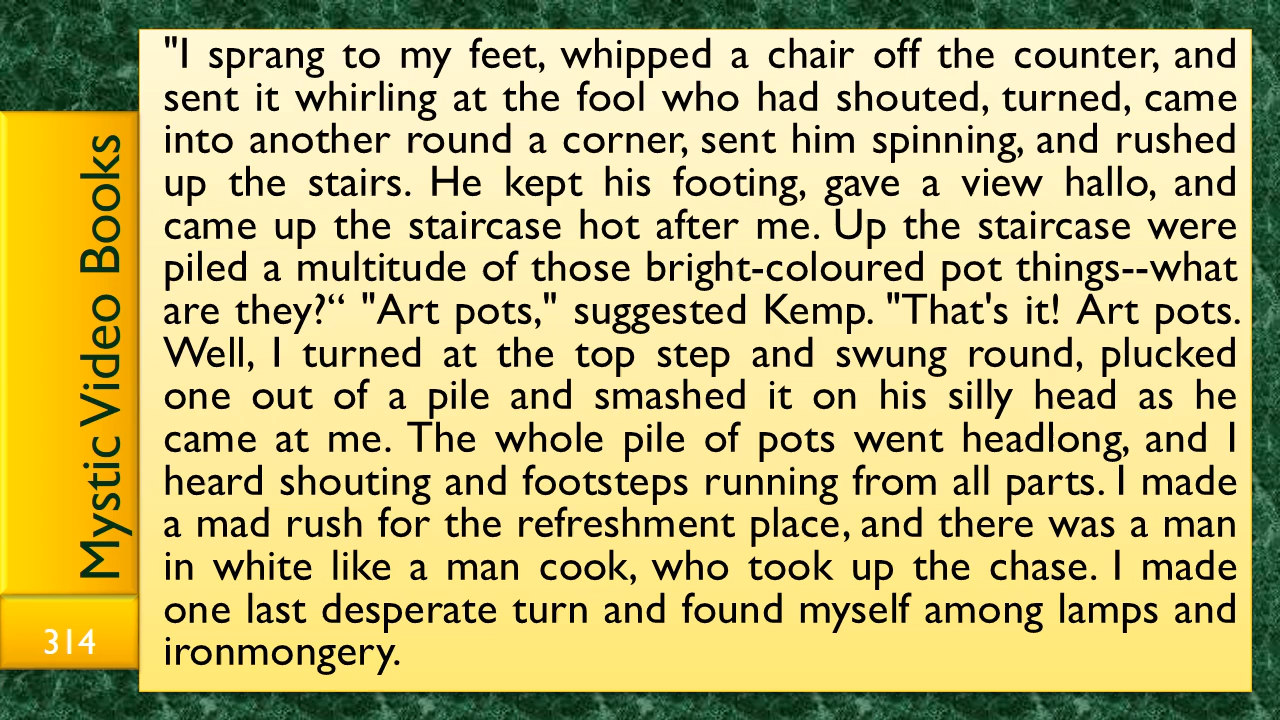 "I sprang to my feet, whipped a chair off the counter, and
sent it whirling at the fool who had shouted, turned, came
into another round a corner, sent him spinning, and rushed
up the stairs. He kept his footing, gave a view hallo, and
came up the staircase hot after me. Up the staircase were
piled a multitude of those bright-coloured pot things--what
are they?“ "Art pots," suggested Kemp. "That's it! Art pots.
Well, I turned at the top step and swung round, plucked
one out of a pile and smashed it on his silly head as he
came at me. The whole pile of pots went headlong, and I
heard shouting and footsteps running from all parts. I made
a mad rush for the refreshment place, and there was a man
in white like a man cook, who took up the chase. I made
one last desperate turn and found myself among lamps and
ironmongery.
Mystic Video Books
314